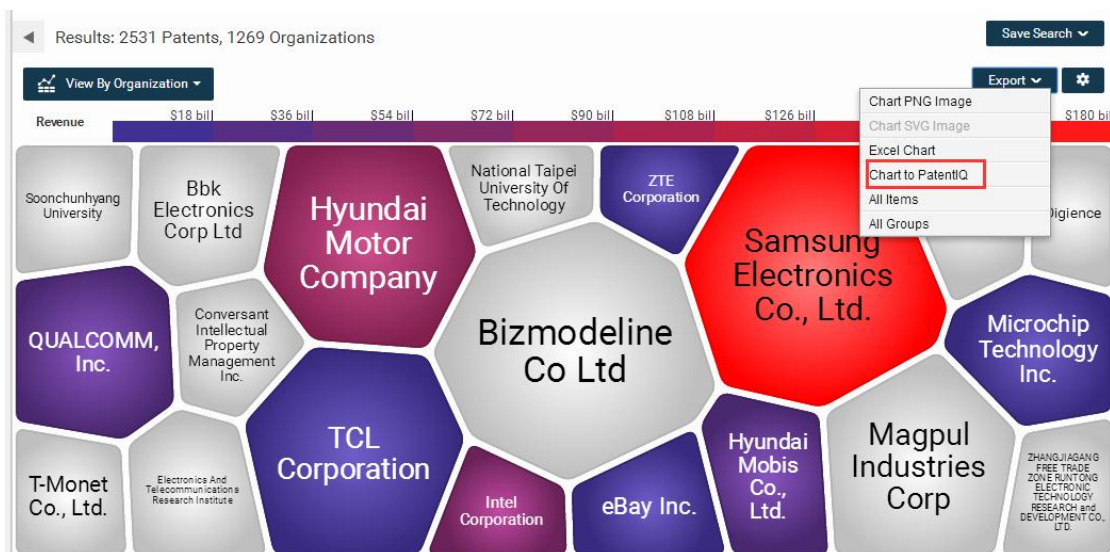 Results: 2531 Patents, 1269 Organizations
Save Search
View By Organization
Export
Revenue
$18 bil
$36 bil
$54 bil
$72 bil
$90 bil
$108 bil
$126 bil
$180 bil
Chart PNG Image
Chart SVG Image
Excel Chart
Chart to PatentIQ
All Items
All Groups
Soonchunhyang
University
Bbk
Electronics
Corp Ltd
Hyundai
Motor
Company
National Taipei
University Of
Technology
ZTE
Corporation
Samsung
Electronics
Co., Ltd.
QUALCOMM,
Inc.
Conversant
Intellectual
Property
Management
Inc.
Bizmodeline
Co Ltd
Microchip
Technology
Inc.
T-Monet
Co., Ltd.
Electronics And
Telecommunications
Research Institute
TCL
Corporation
Intel
Corporation
eBay Inc.
Hyundai
Mobis
Co.,
Ltd.
Magpul
Industries
Corp
ZHANGJIAGANG
FREE TRADE
ZONE RUNTONG
ELECTRONIC
TECHNOLOGY
RESEARCH and
DEVELOPMENT CO.,
LTD.